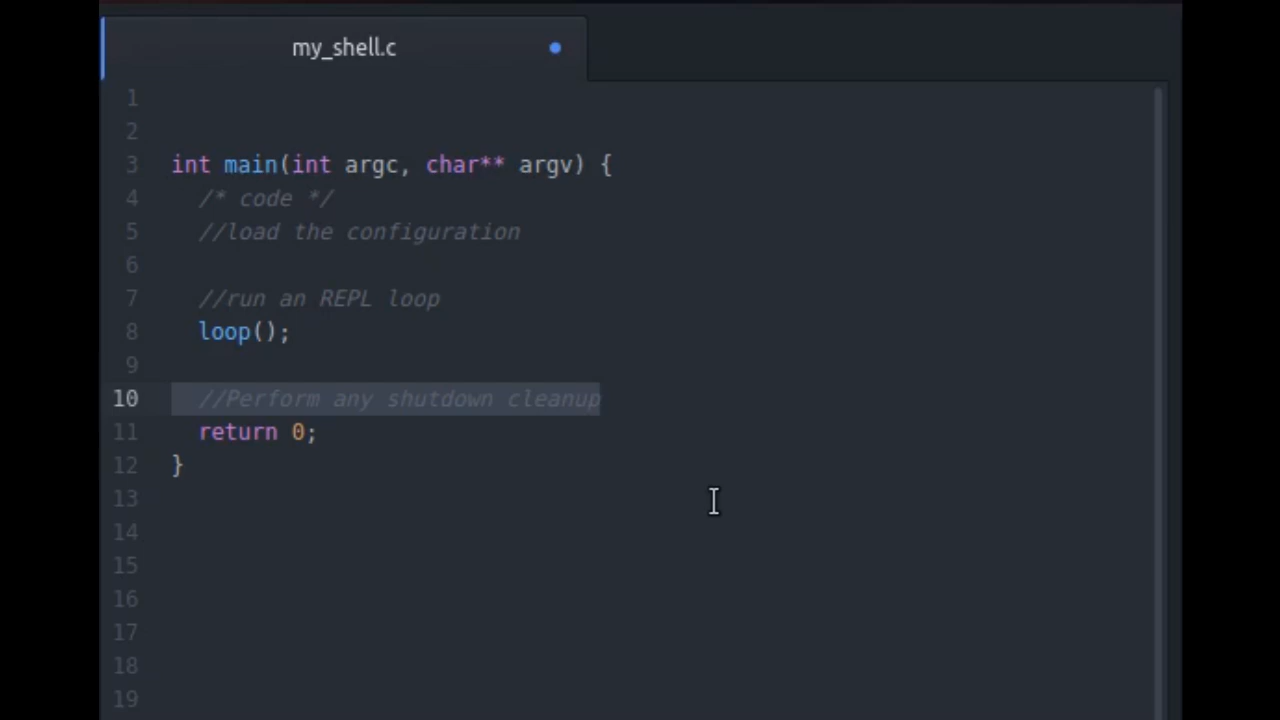 my_shell.c
1
2
3 int main(int argc, char** argv) {
4 /* code */
5 //load the configuration
6
7 //run an REPL loop
8 loop();
9
10 //Perform any shutdown cleanup
11 return 0;
12 }
13
14
15
16
17
18
19